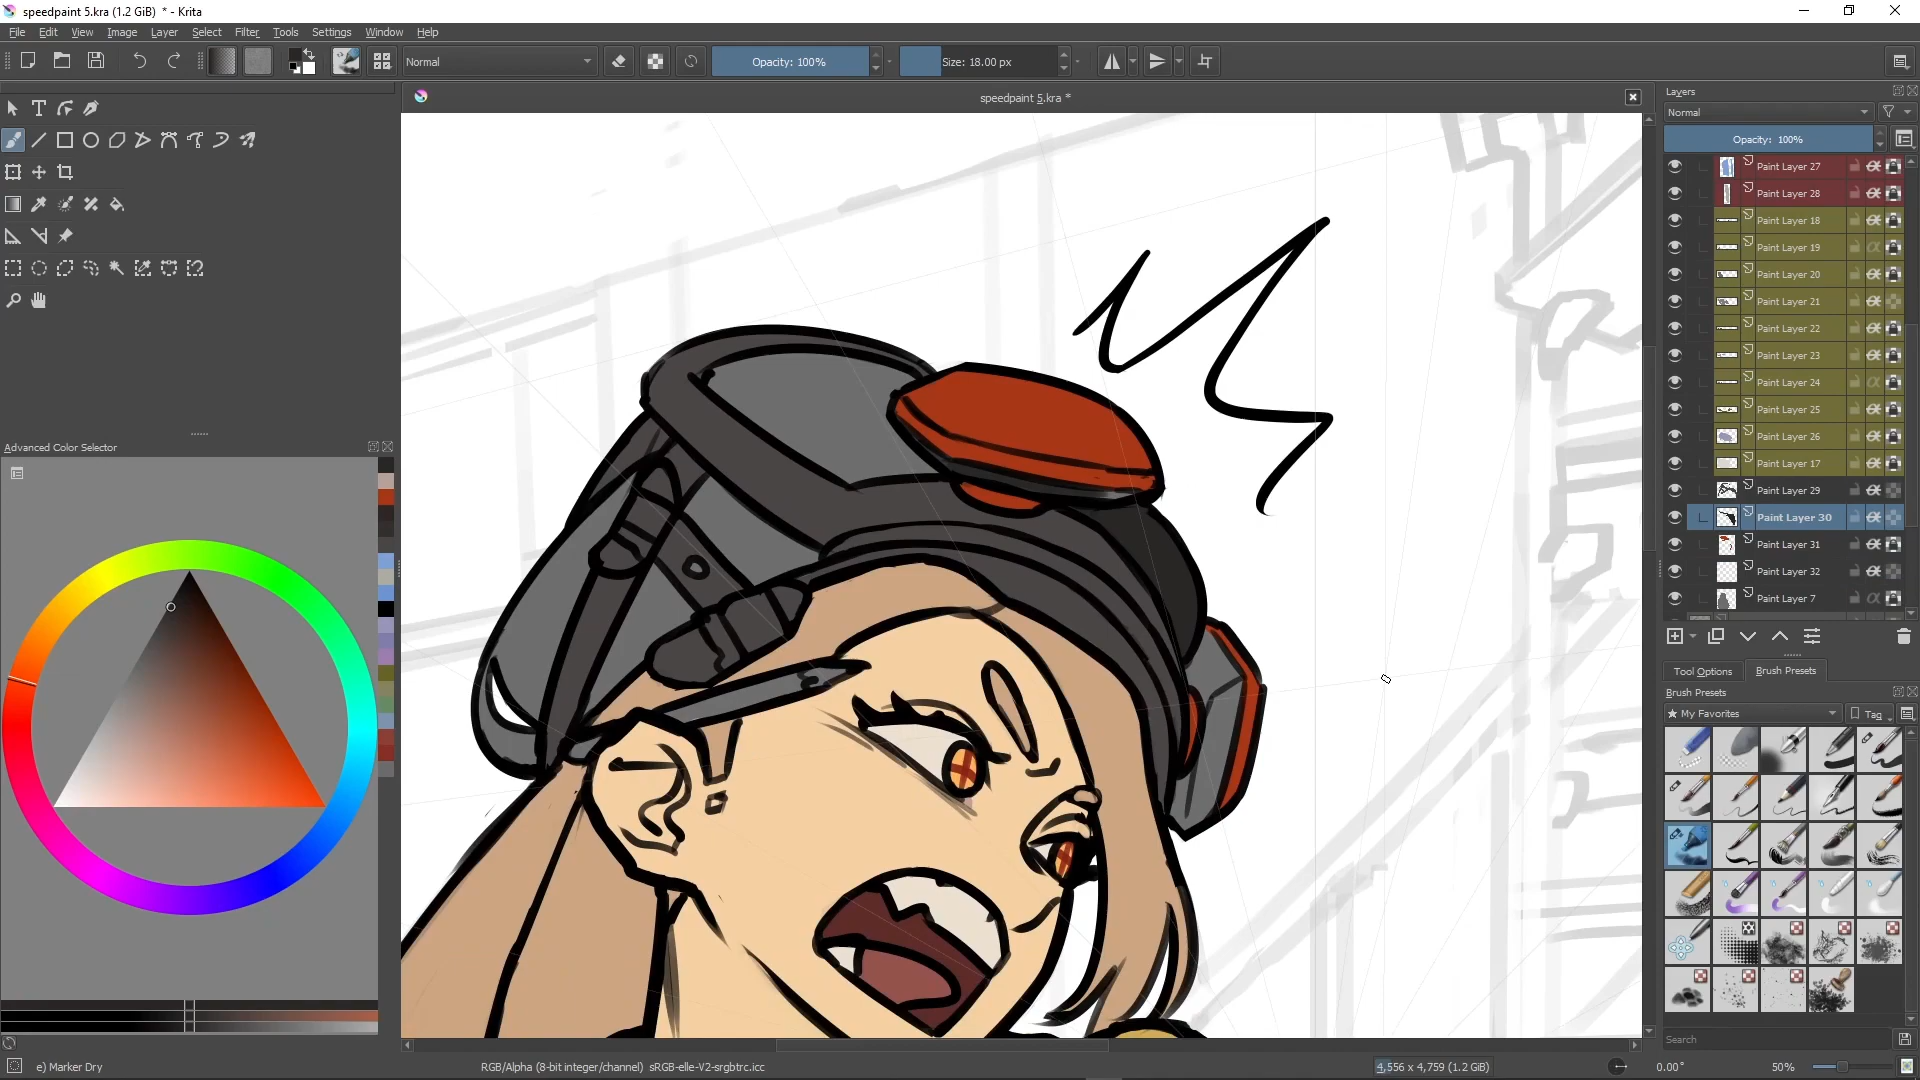 speedpaint 5.kra (1.2 GiB) * - Krita
File Edit View Image Layer Select Filter Tools Settings Window Help
Normal
Opacity: 100%
Size: 18.00 px
speedpaint 5.kra *
Advanced Color Selector
Layers
Normal
Opacity: 100%
Paint Layer 27
Paint Layer 28
Paint Layer 18
Paint Layer 19
Paint Layer 20
Paint Layer 21
Paint Layer 22
Paint Layer 23
Paint Layer 24
Paint Layer 25
Paint Layer 26
Paint Layer 17
Paint Layer 29
Paint Layer 30
Paint Layer 31
Paint Layer 32
Paint Layer 7
Tool Options Brush Presets
Brush Presets
★ My Favorites
Tag
Search
e) Marker Dry
RGB/Alpha (8-bit integer/channel) sRGB-elle-V2-srgbtrc.icc
4,556 x 4,759 (1.2 GiB)
0.00°
50%